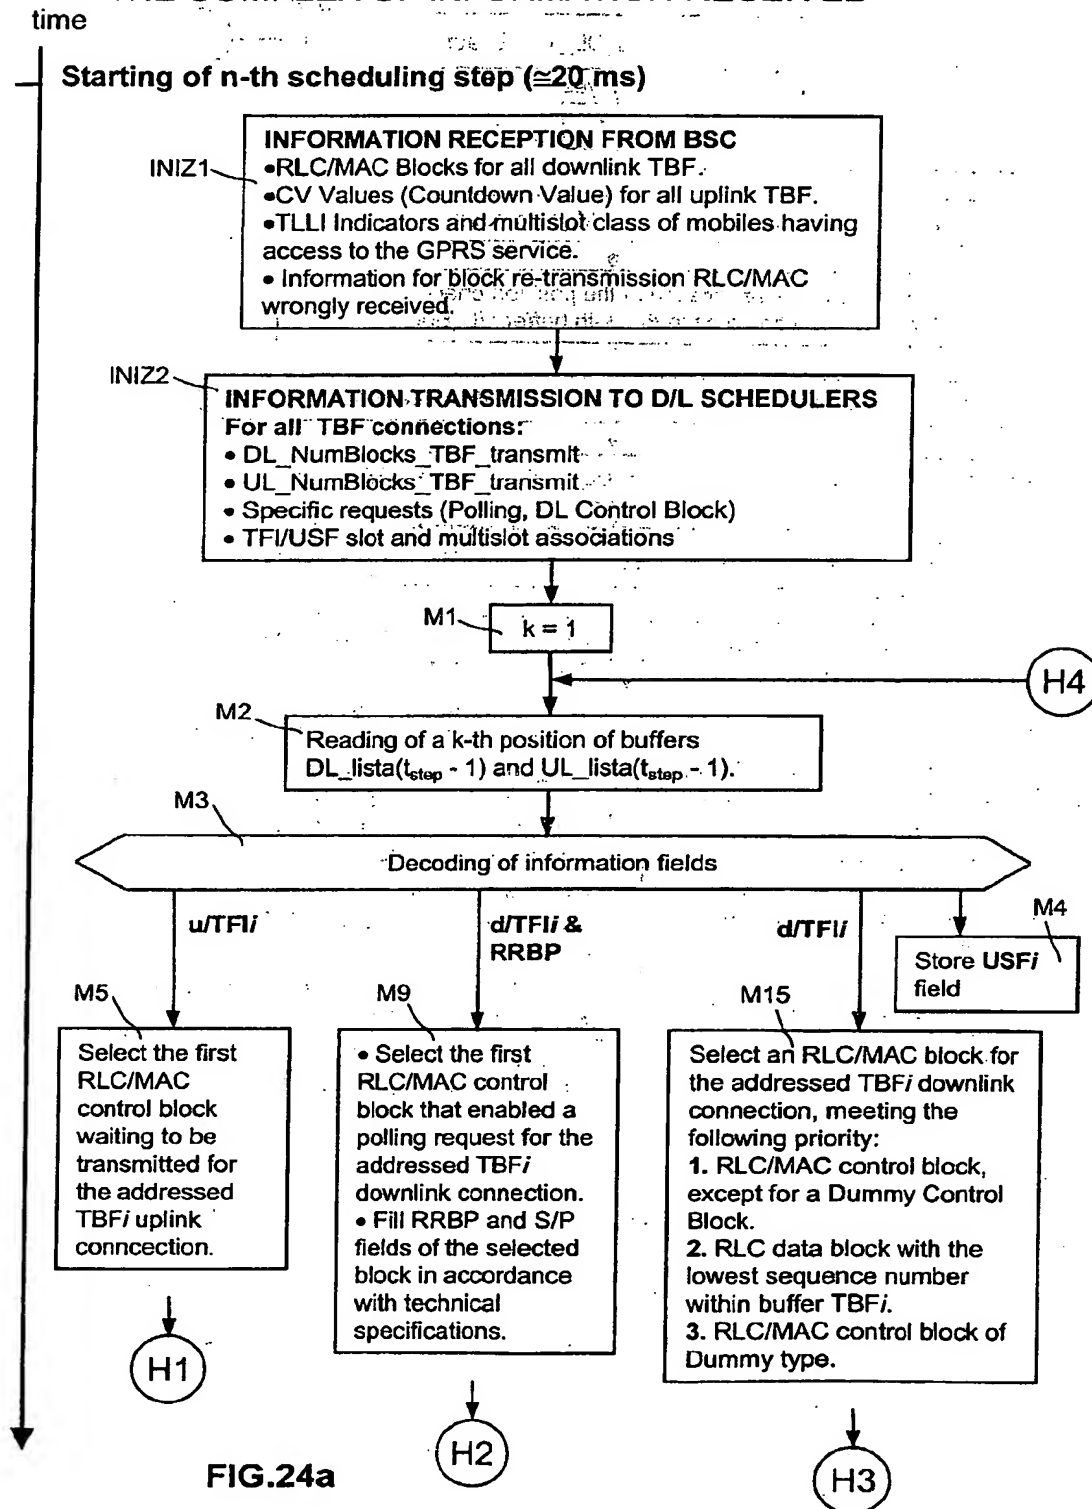 time
Starting of n-th scheduling step (≅20 ms)
INIZ1
INFORMATION RECEPTION FROM BSC
•RLC/MAC Blocks for all downlink TBF.
•CV Values (Countdown Value) for all uplink TBF.
•TLLI Indicators and multislot class of mobiles having
access to the GPRS service.
• Information for block re-transmission RLC/MAC
wrongly received.
INIZ2
INFORMATION TRANSMISSION TO D/L SCHEDULERS
For all TBF connections:
• DL_NumBlocks_TBF_transmit
• UL_NumBlocks_TBF_transmit
• Specific requests (Polling, DL Control Block)
• TFI/USF slot and multislot associations
M1
k = 1
H4
M2
Reading of a k-th position of buffers
DL_lista(tstep - 1) and UL_lista(tstep - 1).
M3
Decoding of information fields
u/TFIi
d/TFIi &
RRBP
d/TFIi
M4
Store USFi
field
M5
Select the first
RLC/MAC
control block
waiting to be
transmitted for
the addressed
TBFi uplink
conncection.
H1
M9
• Select the first
RLC/MAC control
block that enabled a
polling request for the
addressed TBFi
downlink connection.
• Fill RRBP and S/P
fields of the selected
block in accordance
with technical
specifications.
H2
M15
Select an RLC/MAC block for
the addressed TBFi downlink
connection, meeting the
following priority:
1. RLC/MAC control block,
except for a Dummy Control
Block.
2. RLC data block with the
lowest sequence number
within buffer TBFi.
3. RLC/MAC control block of
Dummy type.
H3
FIG.24a